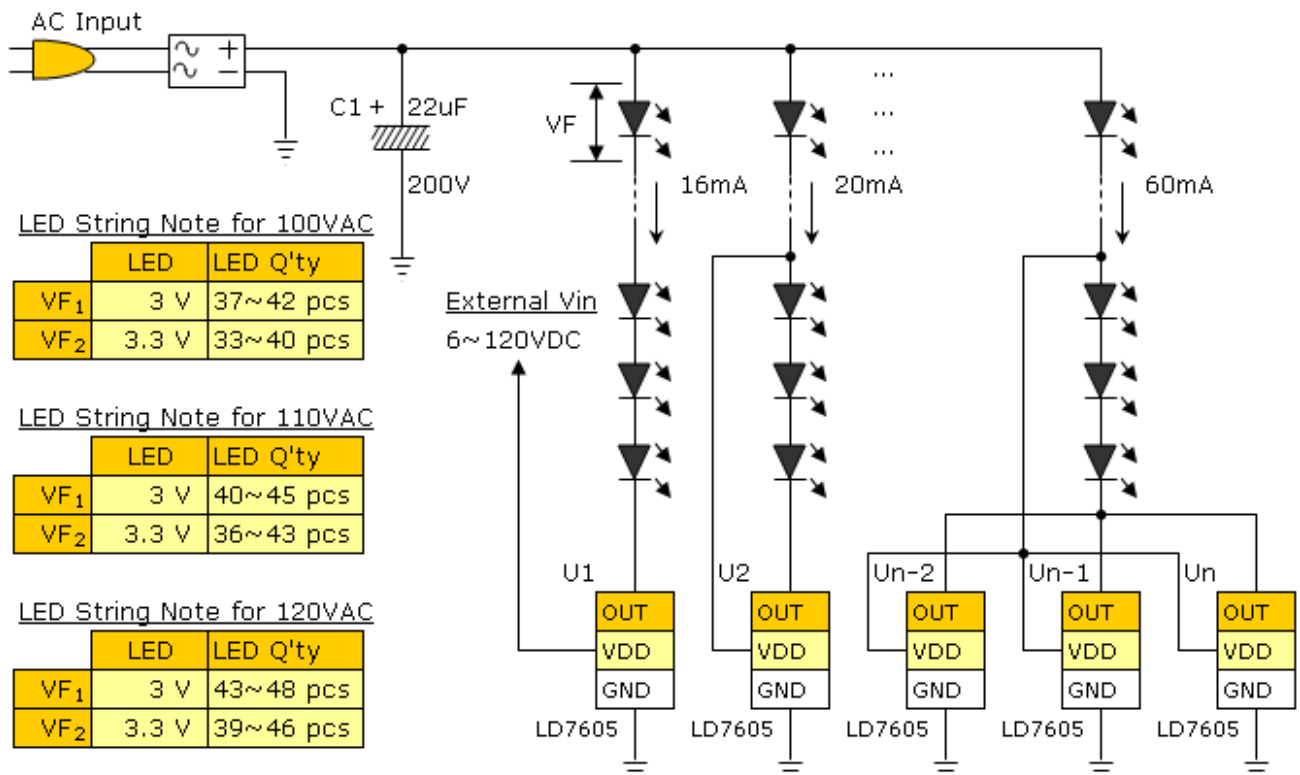 AC Input
C1 + 22uF
200V
VF
16mA
20mA
60mA
...
...
...
External Vin
6~120VDC
LED String Note for 100VAC
LED LED Q'ty
VF1 3 V 37~42 pcs
VF2 3.3 V 33~40 pcs
LED String Note for 110VAC
LED LED Q'ty
VF1 3 V 40~45 pcs
VF2 3.3 V 36~43 pcs
LED String Note for 120VAC
LED LED Q'ty
VF1 3 V 43~48 pcs
VF2 3.3 V 39~46 pcs
U1
OUT
VDD
GND
LD7605
U2
OUT
VDD
GND
LD7605
Un-2
OUT
VDD
GND
LD7605
Un-1
OUT
VDD
GND
LD7605
Un
OUT
VDD
GND
LD7605